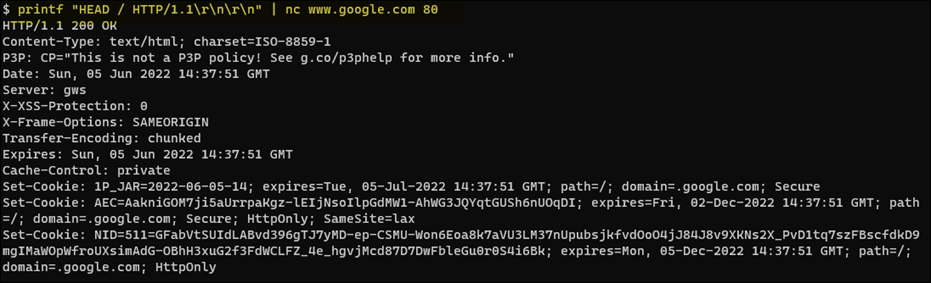 $ printf "HEAD / HTTP/1.1\r\n\r\n" | nc www.google.com 80
HTTP/1.1 200 OK
Content-Type: text/html; charset=ISO-8859-1
P3P: CP="This is not a P3P policy! See g.co/p3phelp for more info."
Date: Sun, 05 Jun 2022 14:37:51 GMT
Server: gws
X-XSS-Protection: 0
X-Frame-Options: SAMEORIGIN
Transfer-Encoding: chunked
Expires: Sun, 05 Jun 2022 14:37:51 GMT
Cache-Control: private
Set-Cookie: 1P_JAR=2022-06-05-14; expires=Tue, 05-Jul-2022 14:37:51 GMT; path=/; domain=.google.com; Secure
Set-Cookie: AEC=AakniGOM7ji5aUrrpaKgz-lEIjNsoIlpGdMW1-AhWG3JQYqtGUSh6nUOqDI; expires=Fri, 02-Dec-2022 14:37:51 GMT; path
=/; domain=.google.com; Secure; HttpOnly; SameSite=lax
Set-Cookie: NID=511=GFabVtSUIdLABvd396gTJ7yMD-ep-CSMU-Won6Eoa8k7aVU3LM37nUpubsjkfvdOoO4jJ84J8v9XKNs2X_PvD1tq7szFBscfdkD9
mgIMaWOpWfroUXsimAdG-OBhH3xuG2f3FdWCLFZ_4e_hgvjMcd87D7DwFbleGu0r0S4i6Bk; expires=Mon, 05-Dec-2022 14:37:51 GMT; path=/;
domain=.google.com; HttpOnly